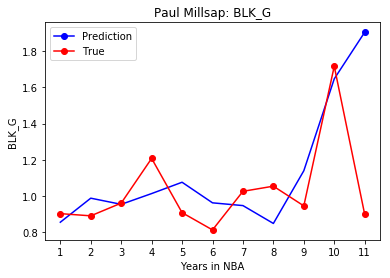 Paul Millsap: BLK_G
Prediction
True
BLK_G
1.8
1.6
1.4
1.2
1.0
0.8
1 2 3 4 5 6 7 8 9 10 11
Years in NBA